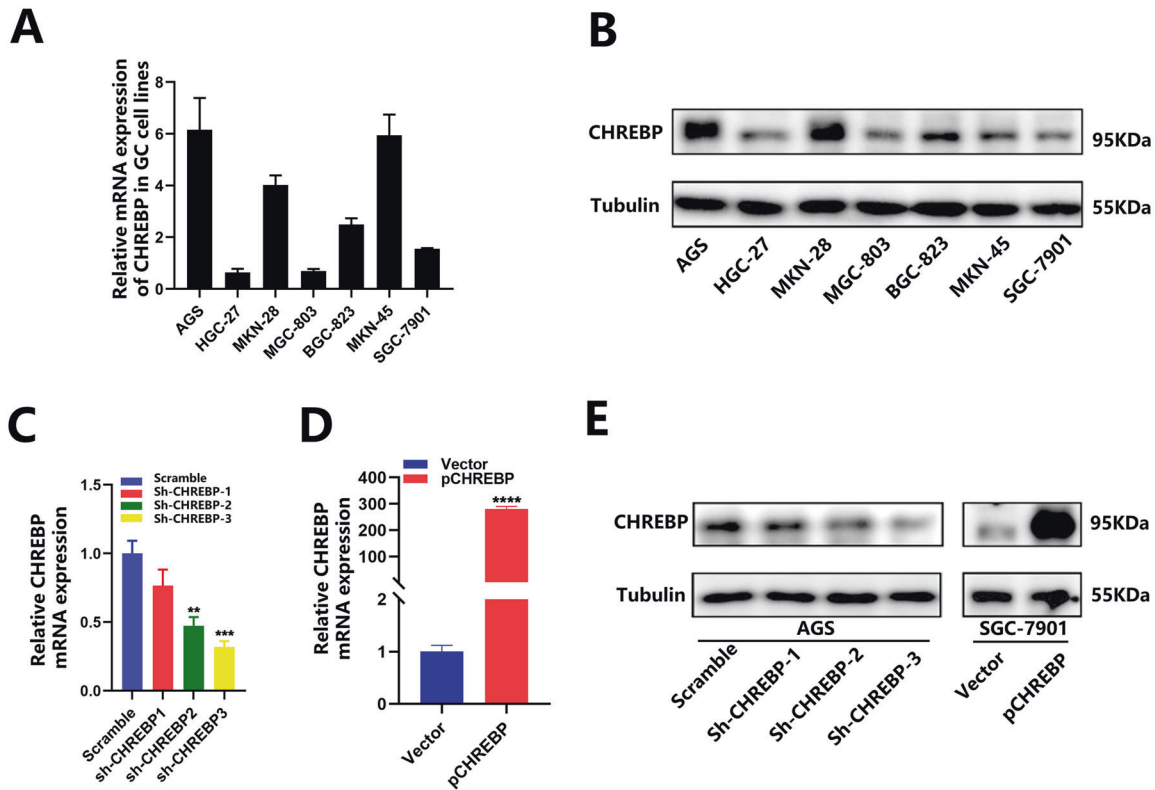 A
Relative mRNA expression
of CHREBP in GC cell lines
8
6
4
2
0
AGS
HGC-27
MKN-28
MGC-803
BGC-823
MKN-45
SGC-7901
B
CHREBP
95KDa
Tubulin
55KDa
AGS
HGC-27
MKN-28
MGC-803
BGC-823
MKN-45
SGC-7901
C
Relative CHREBP
mRNA expression
Scramble
Sh-CHREBP-1
Sh-CHREBP-2
Sh-CHREBP-3
1.5
1.0
0.5
0.0
**
***
Scramble
sh-CHREBP1
sh-CHREBP2
sh-CHREBP3
D
Relative CHREBP
mRNA expression
Vector
pCHREBP
400
300
200
100
2
1
0
****
Vector
pCHREBP
E
CHREBP
95KDa
Tubulin
55KDa
AGS
SGC-7901
Scramble
Sh-CHREBP-1
Sh-CHREBP-2
Sh-CHREBP-3
Vector
pCHREBP